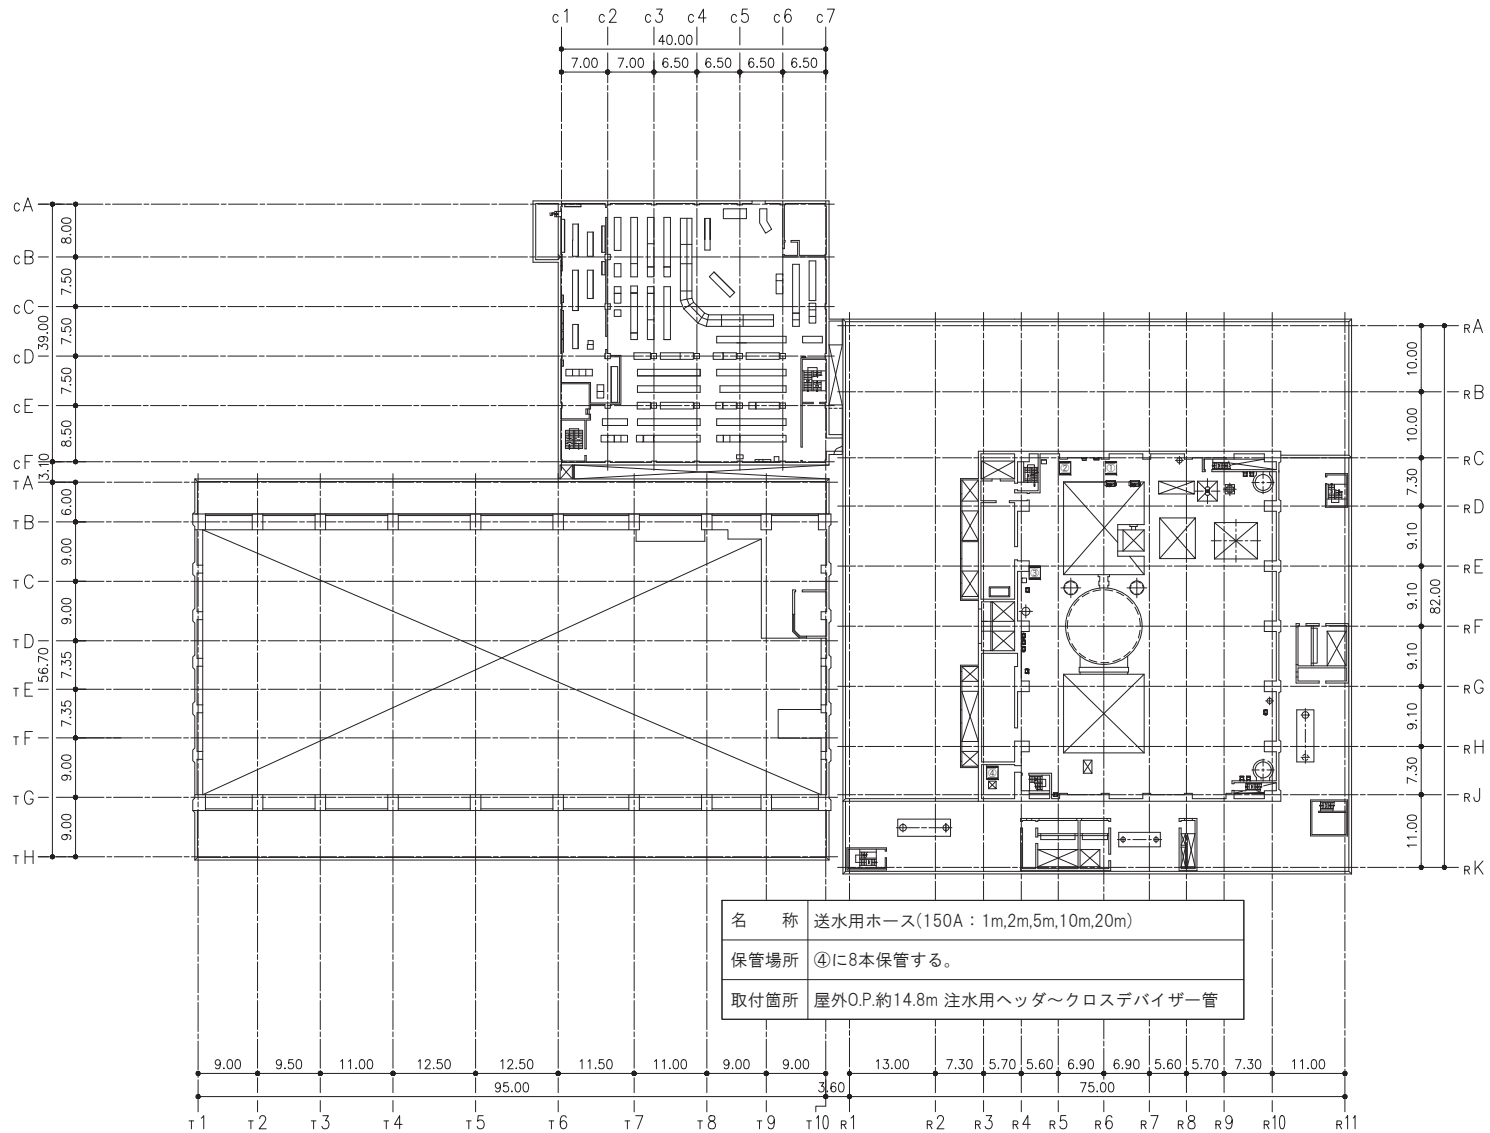 c1 c2 c3 c4 c5 c6 c7
40.00
7.00 7.00 6.50 6.50 6.50 6.50
cA
8.00
cB
7.50
cC
7.50
39.00
cD
7.50
cE
8.50
cF
3.10
TA
6.00
TB
9.00
TC
9.00
TD
7.35
56.70
TE
7.35
TF
9.00
TG
9.00
TH
RA
10.00
RB
10.00
RC
7.30
RD
9.10
RE
9.10
82.00
RF
9.10
RG
9.10
RH
7.30
RJ
11.00
RK
② ①
③
④
名　称 送水用ホース(150A：1m,2m,5m,10m,20m)
保管場所 ④に8本保管する。
取付箇所 屋外O.P.約14.8m 注水用ヘッダ～クロスデバイザー管
9.00 9.50 11.00 12.50 12.50 11.50 11.00 9.00 9.00 13.00 7.30 5.70 5.60 6.90 6.90 5.60 5.70 7.30 11.00
95.00 3.60 75.00
T1 T2 T3 T4 T5 T6 T7 T8 T9 T10 R1 R2 R3 R4 R5 R6 R7 R8 R9 R10 R11